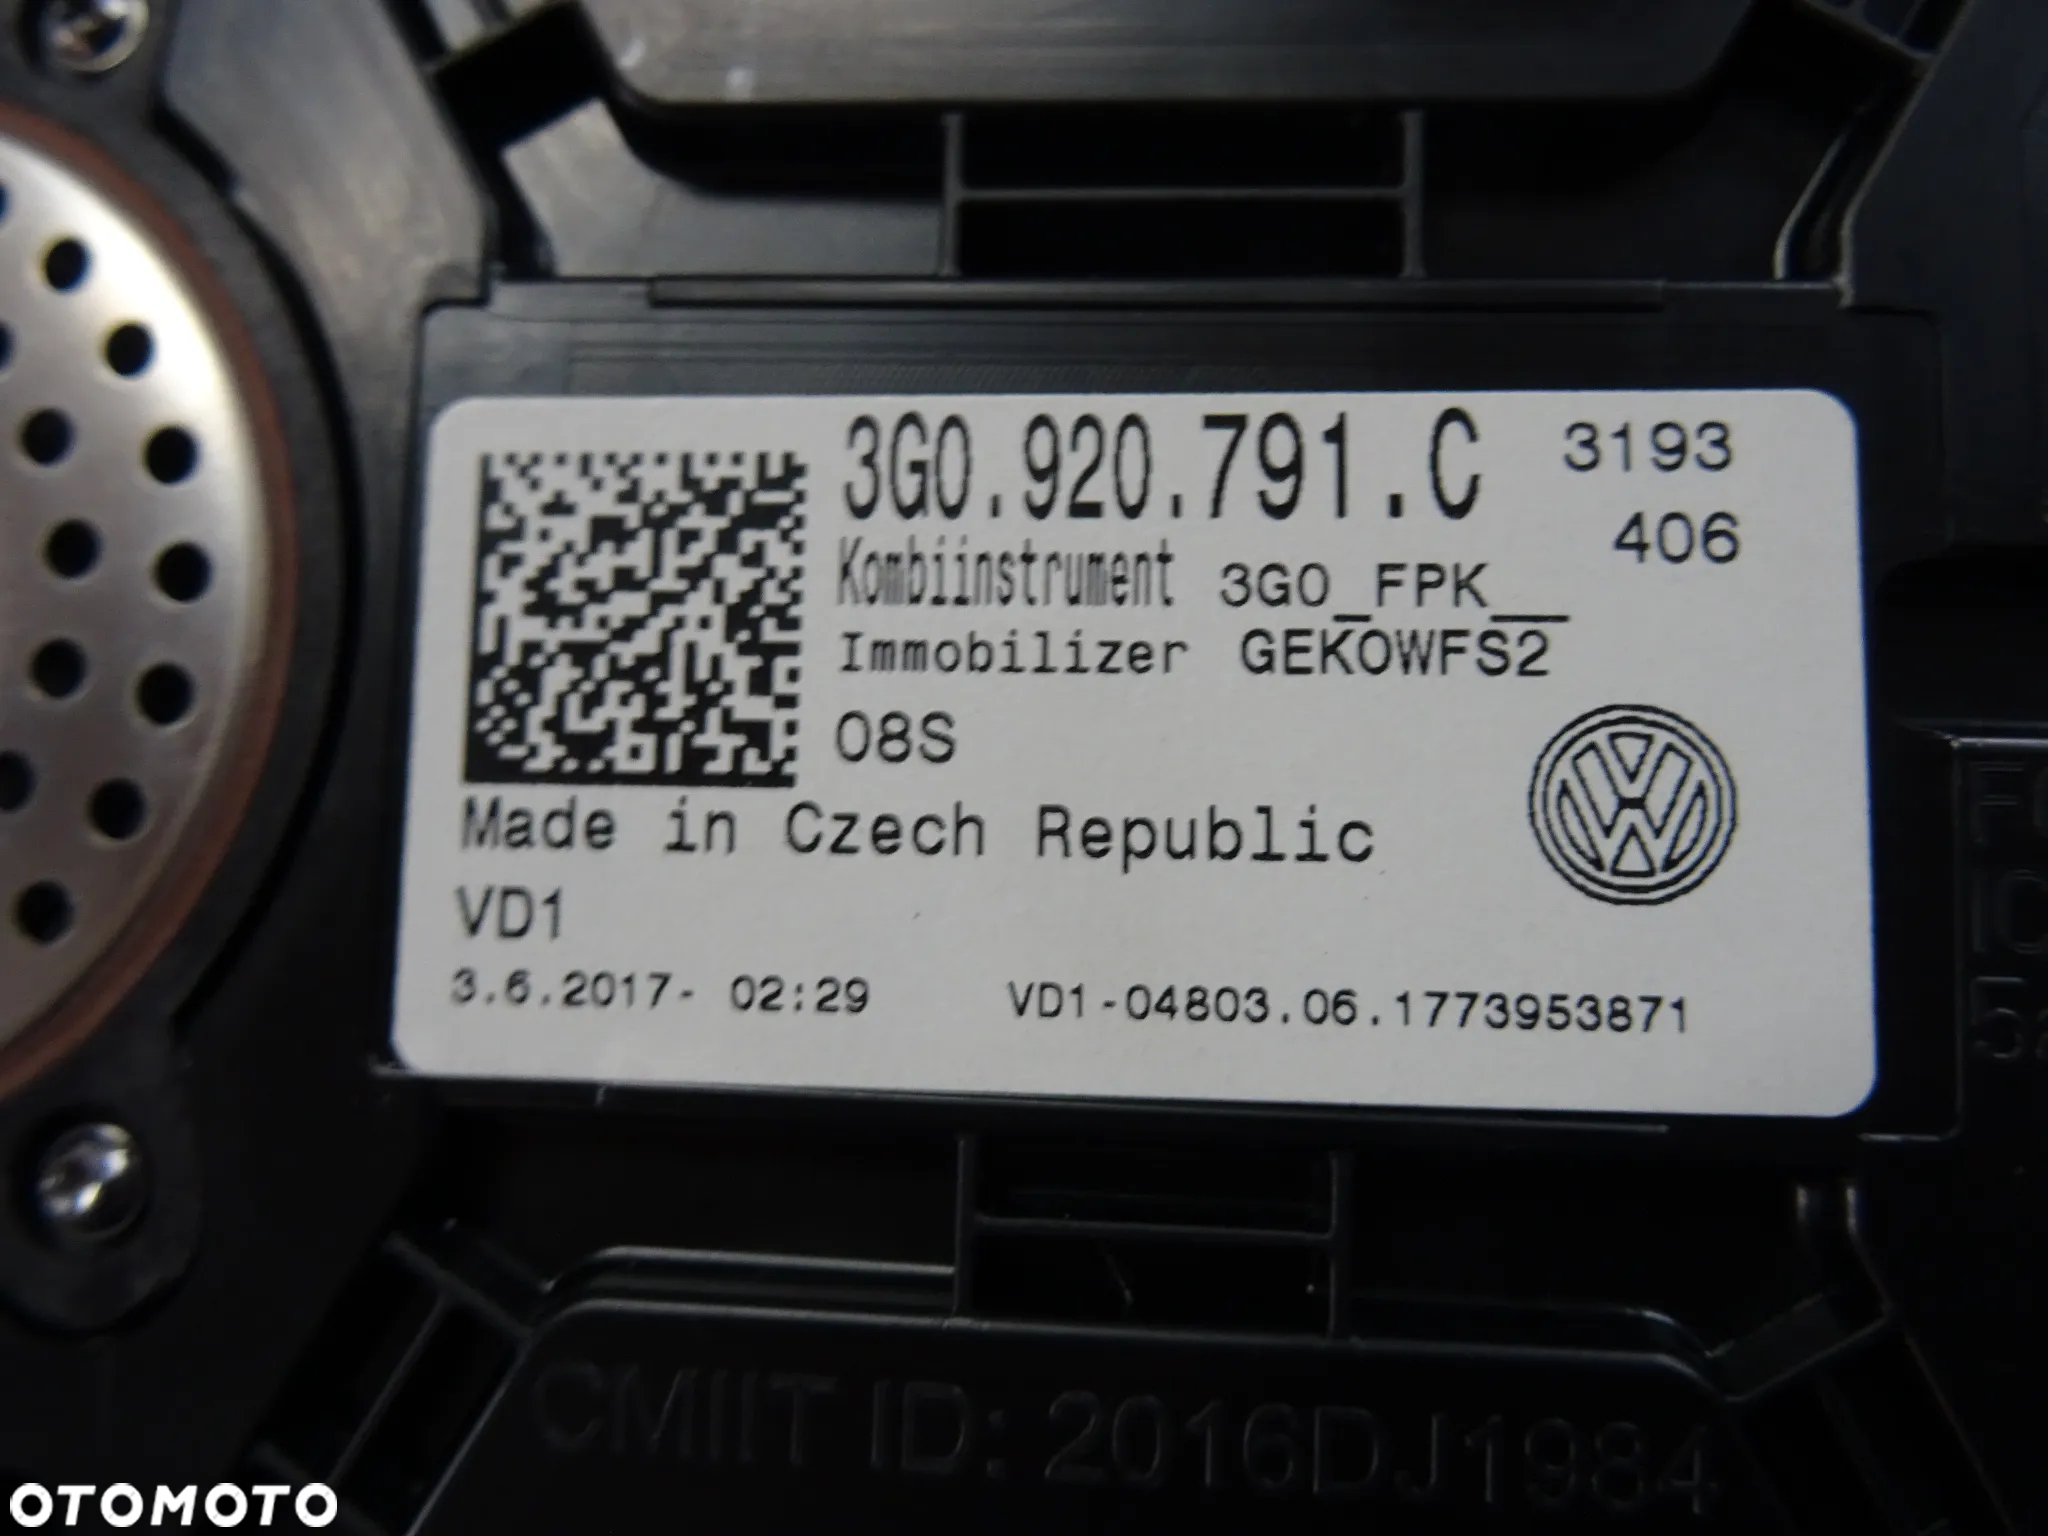 3G0.920.791.C 3193
406
Kombiinstrument 3G0_FPK__
Immobilizer GEKOWFS2
08S
Made in Czech Republic
VD1
3.6.2017- 02:29 VD1-04803.06.1773953871
CMIIT ID: 2016DJ1984
OTOMOTO